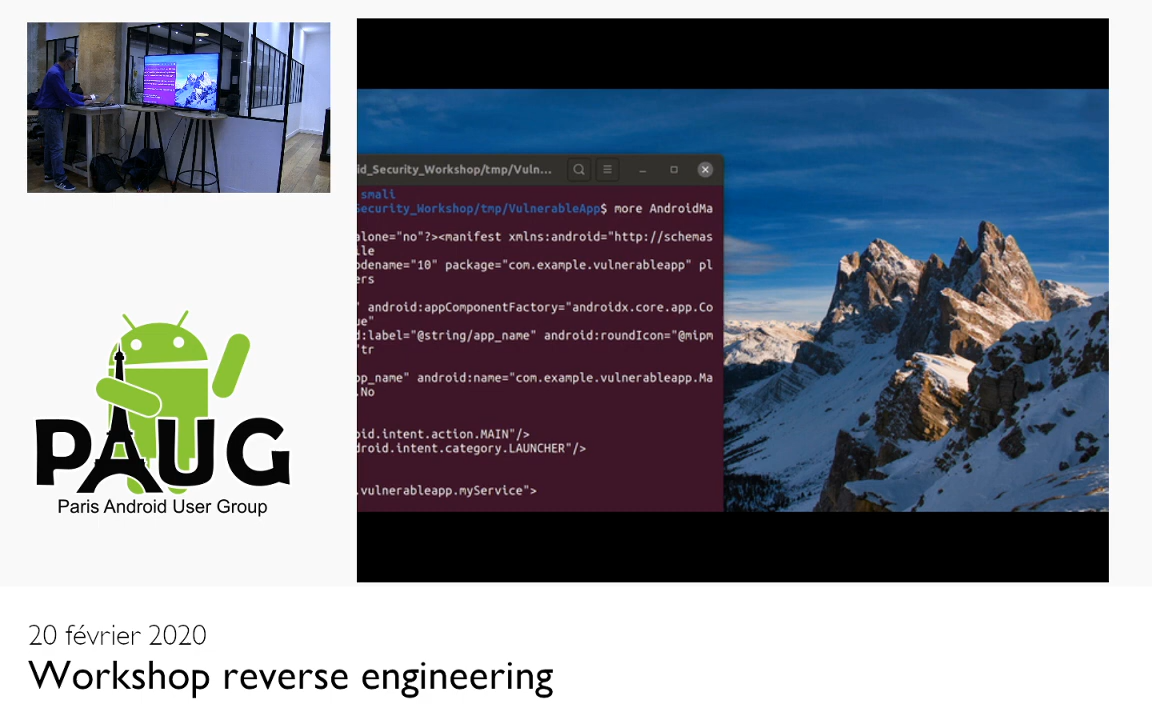 id_Security_Workshop/tmp/Vuln...
smali
Security_Workshop/tmp/VulnerableApp$ more AndroidMa
alone="no"?><manifest xmlns:android="http://schemas
le
odename="10" package="com.example.vulnerableapp" pl
ers
" android:appComponentFactory="androidx.core.app.Co
ue"
d:label="@string/app_name" android:roundIcon="@mipm
"tr
pp_name" android:name="com.example.vulnerableapp.Ma
.No
oid.intent.action.MAIN"/>
droid.intent.category.LAUNCHER"/>
.vulnerableapp.myService">
PAUG
Paris Android User Group
20 février 2020
Workshop reverse engineering